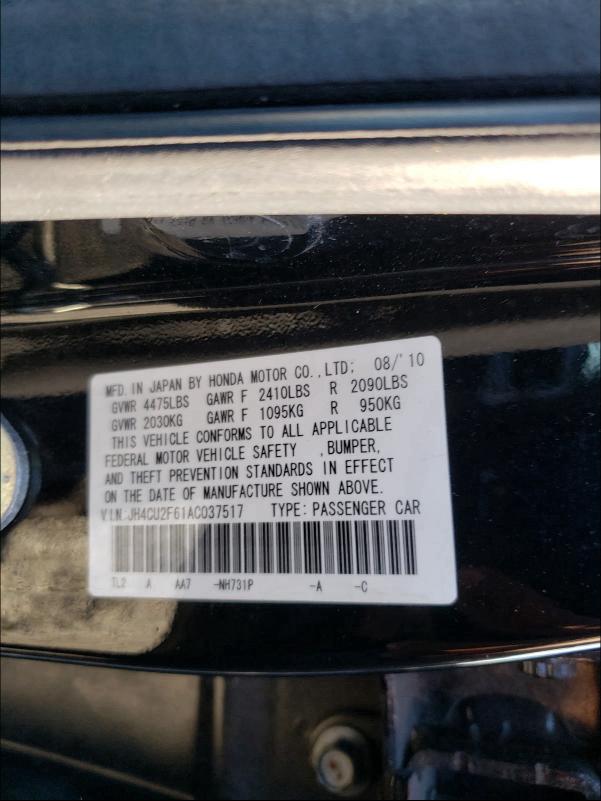 MFD. IN JAPAN BY HONDA MOTOR CO.,LTD; 08/'10
GVWR 4475LBS GAWR F 2410LBS R 2090LBS
GVWR 2030KG GAWR F 1095KG R 950KG
THIS VEHICLE CONFORMS TO ALL APPLICABLE
FEDERAL MOTOR VEHICLE SAFETY ,BUMPER,
AND THEFT PREVENTION STANDARDS IN EFFECT
ON THE DATE OF MANUFACTURE SHOWN ABOVE.
V.I.N:JH4CU2F61AC037517 TYPE: PASSENGER CAR
TL2 A AA7 -NH731P -A -C